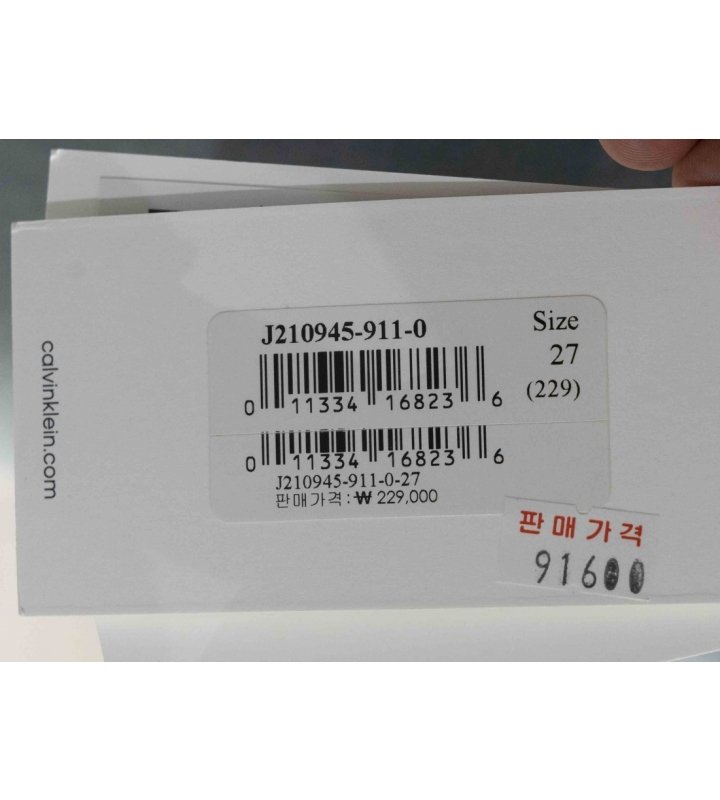 calvinklein.com
J210945-911-0
Size
27
(229)
0 11334 16823 6
0 11334 16823 6
J210945-911-0-27
판매가격 : ₩ 229,000
판매가격
91600